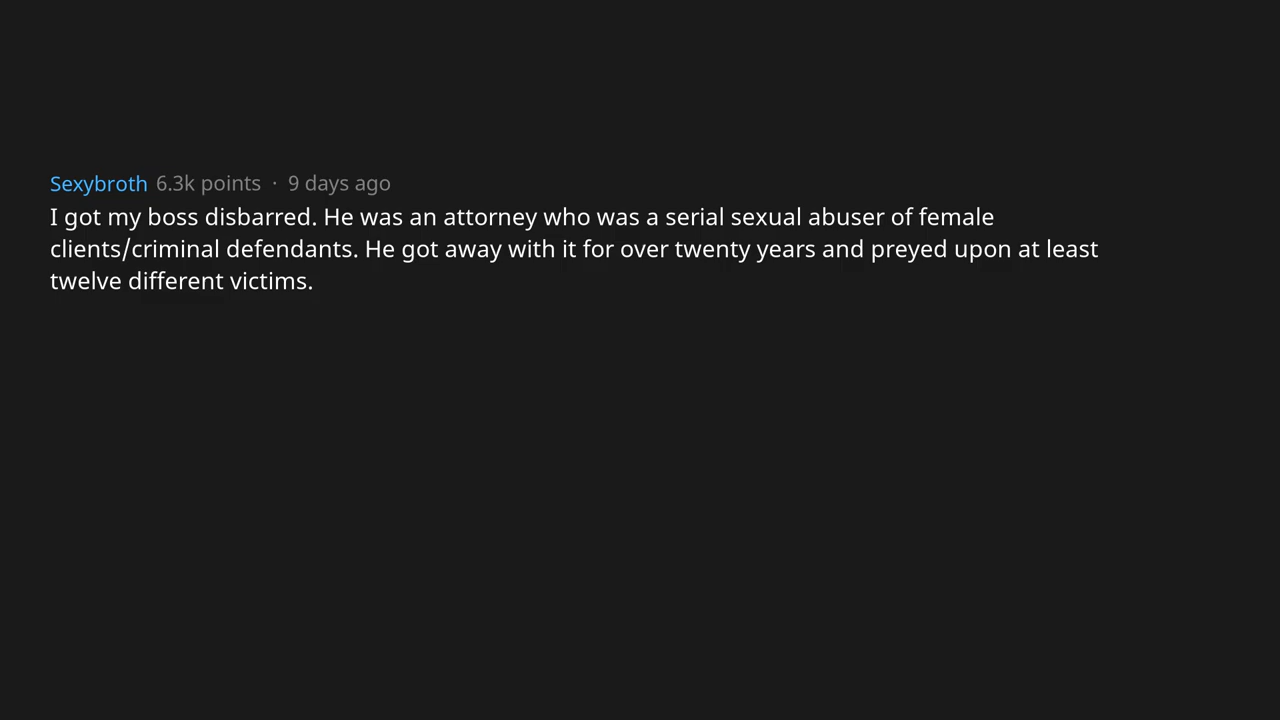 Sexybroth 6.3k points · 9 days ago
I got my boss disbarred. He was an attorney who was a serial sexual abuser of female
clients/criminal defendants. He got away with it for over twenty years and preyed upon at least
twelve different victims.